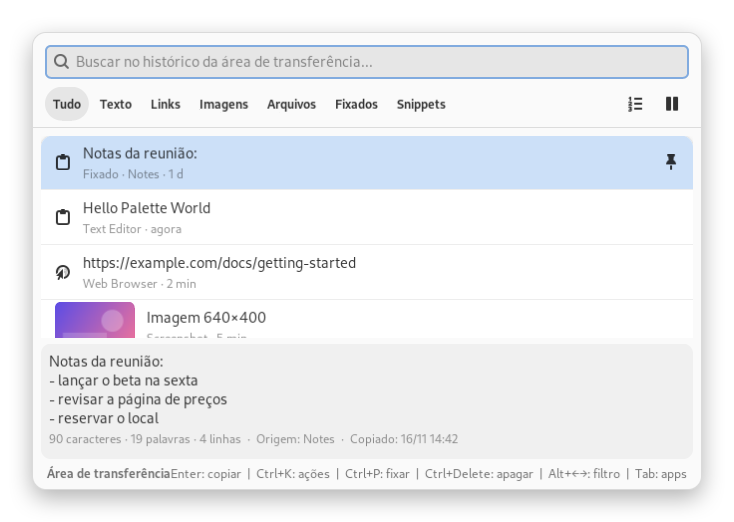 Buscar no histórico da área de transferência...
Tudo Texto Links Imagens Arquivos Fixados Snippets
Notas da reunião:
Fixado · Notes · 1 d
Hello Palette World
Text Editor · agora
https://example.com/docs/getting-started
Web Browser · 2 min
Imagem 640×400
Screenshot · 5 min
Notas da reunião:
- lançar o beta na sexta
- revisar a página de preços
- reservar o local
90 caracteres · 19 palavras · 4 linhas · Origem: Notes · Copiado: 16/11 14:42
Área de transferênciaEnter: copiar | Ctrl+K: ações | Ctrl+P: fixar | Ctrl+Delete: apagar | Alt+←→: filtro | Tab: apps